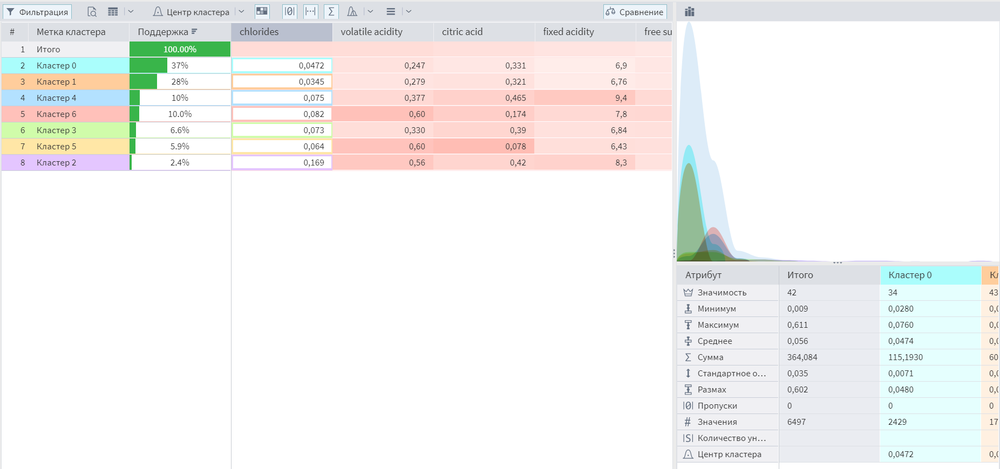 Фильтрация Центр кластера Сравнение
# Метка кластера Поддержка chlorides volatile acidity citric acid fixed acidity free su
1 Итого 100.00%
2 Кластер 0 37% 0,0472 0,247 0,331 6,9
3 Кластер 1 28% 0,0345 0,279 0,321 6,76
4 Кластер 4 10% 0,075 0,377 0,465 9,4
5 Кластер 6 10.0% 0,082 0,60 0,174 7,8
6 Кластер 3 6.6% 0,073 0,330 0,39 6,84
7 Кластер 5 5.9% 0,064 0,60 0,078 6,43
8 Кластер 2 2.4% 0,169 0,56 0,42 8,3
Атрибут Итого Кластер 0 Кл
Значимость 42 34 43
Минимум 0,009 0,0280 0,0
Максимум 0,611 0,0760 0,0
Среднее 0,056 0,0474 0,0
Сумма 364,084 115,1930 60
Стандартное о... 0,035 0,0071 0,0
Размах 0,602 0,0480 0,0
Пропуски 0 0 0
# Значения 6497 2429 17
Количество ун...
Центр кластера 0,0472 0,0